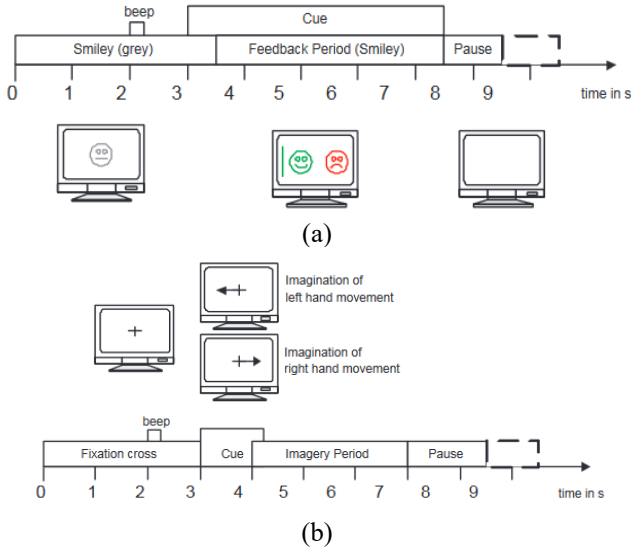 beep
Cue
Smiley (grey) Feedback Period (Smiley) Pause
0 1 2 3 4 5 6 7 8 9 time in s
(a)
Imagination of
left hand movement
Imagination of
right hand movement
beep
Fixation cross Cue Imagery Period Pause
0 1 2 3 4 5 6 7 8 9 time in s
(b)